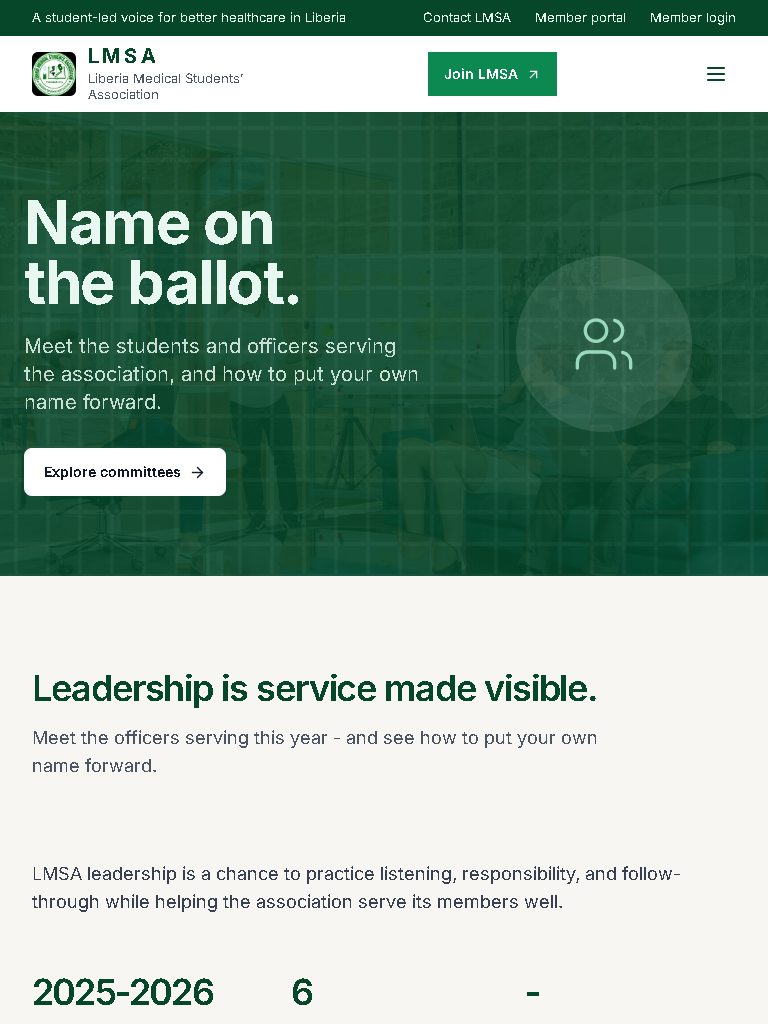 A student-led voice for better healthcare in Liberia
Contact LMSA
Member portal
Member login
LMSA
Liberia Medical Students'
Association
Join LMSA
Name on
the ballot.
Meet the students and officers serving
the association, and how to put your own
name forward.
Explore committees
Leadership is service made visible.
Meet the officers serving this year - and see how to put your own
name forward.
LMSA leadership is a chance to practice listening, responsibility, and follow-
through while helping the association serve its members well.
2025-2026
6
-